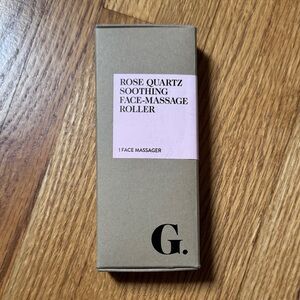 ROSE QUARTZ
SOOTHING
FACE-MASSAGE
ROLLER
1 FACE MASSAGER
G.